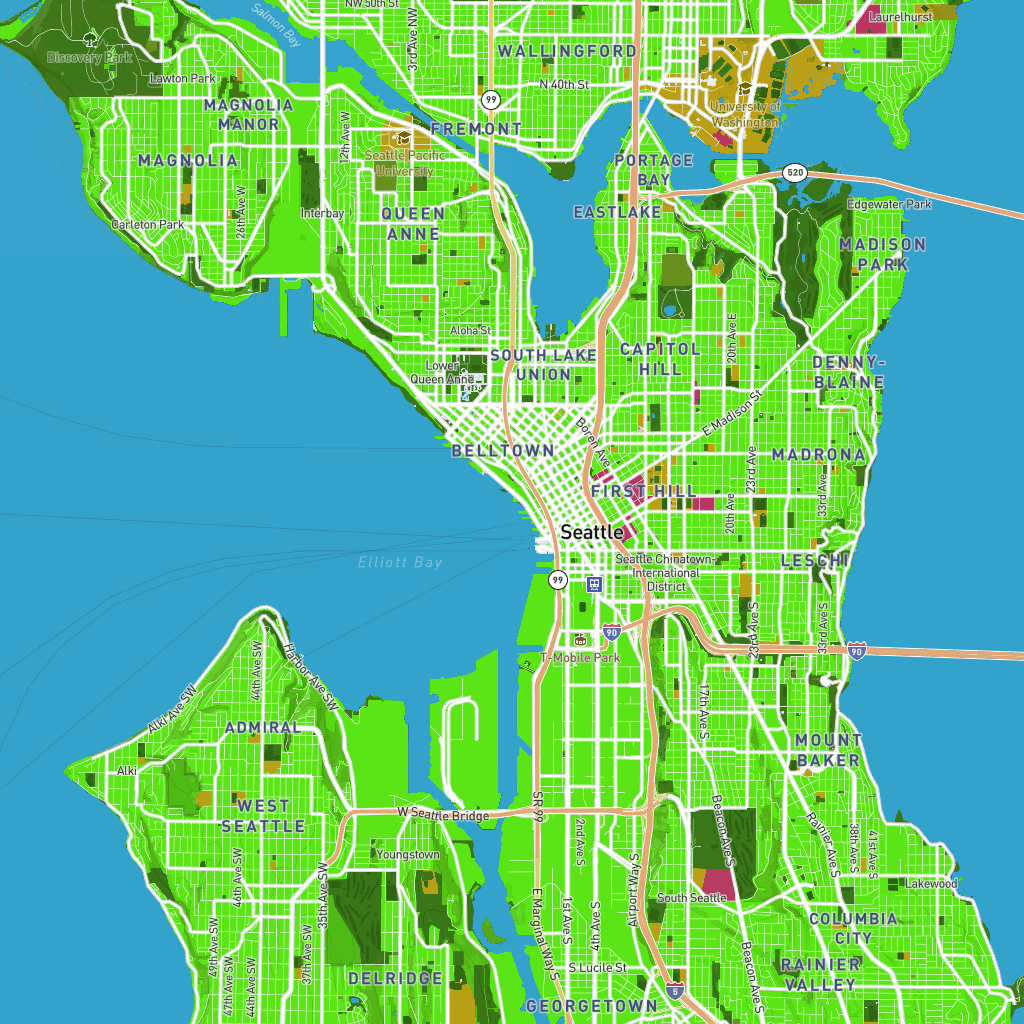 NW 50th St
Laurelhurst
Salmon Bay
3rd Ave NW
WALLINGFORD
Discovery Park
Lawton Park
N 40th St
99
MAGNOLIA
MANOR
University of
Washington
12th Ave W
FREMONT
Seattle Pacific
University
MAGNOLIA
PORTAGE
BAY
520
26th Ave W
Interbay
QUEEN
ANNE
EASTLAKE
Edgewater Park
Carleton Park
MADISON
PARK
Aloha St
20th Ave E
SOUTH LAKE
UNION
CAPITOL
HILL
Lower
Queen Anne
DENNY-
BLAINE
E Madison St
Boren Ave
BELLTOWN
MADRONA
23rd Ave
33rd Ave
FIRST HILL
20th Ave
Seattle
Elliott Bay
Seattle Chinatown-
International
District
LESCHI
99
90
23rd Ave S
33rd Ave S
90
T-Mobile Park
44th Ave SW
Harbor Ave SW
Alki Ave SW
17th Ave S
ADMIRAL
MOUNT
BAKER
Alki
WEST
SEATTLE
W Seattle Bridge
SR 99
2nd Ave S
Beacon Ave S
Rainier Ave S
38th Ave S
41st Ave S
Youngstown
46th Ave SW
35th Ave SW
Airport Way S
South Seattle
Lakewood
E Marginal Way S
1st Ave S
4th Ave S
COLUMBIA
CITY
49th Ave SW
37th Ave SW
Beacon Ave S
47th Ave SW
44th Ave SW
DELRIDGE
S Lucile St
RAINIER
VALLEY
5
GEORGETOWN